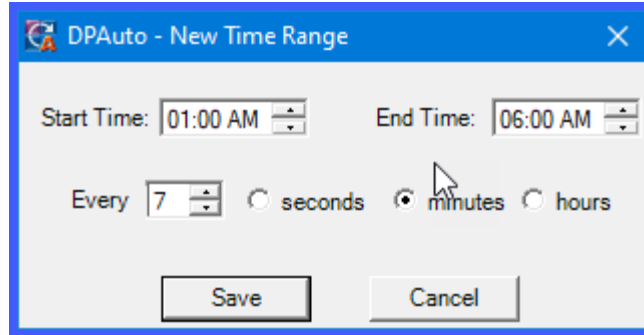 DPAuto - New Time Range
Start Time: 01:00 AM End Time: 06:00 AM
Every 7 seconds minutes hours
Save Cancel